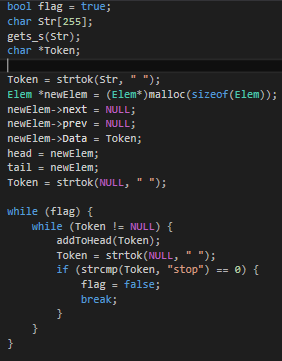 bool flag = true;
char Str[255];
gets_s(Str);
char *Token;
Token = strtok(Str, " ");
Elem *newElem = (Elem*)malloc(sizeof(Elem));
newElem->next = NULL;
newElem->prev = NULL;
newElem->Data = Token;
head = newElem;
tail = newElem;
Token = strtok(NULL, " ");
while (flag) {
while (Token != NULL) {
addToHead(Token);
Token = strtok(NULL, " ");
if (strcmp(Token, "stop") == 0) {
flag = false;
break;
}
}
}